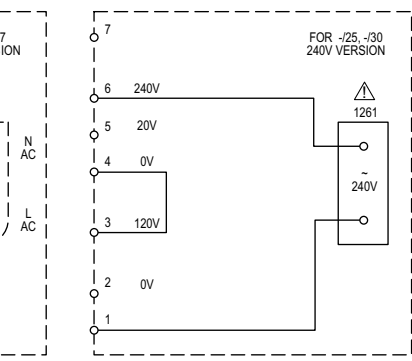 7
ION
N
AC
L
AC
7
FOR -/25, -/30
240V VERSION
6 240V
1261
5 20V
4 0V
~
240V
3 120V
2 0V
1